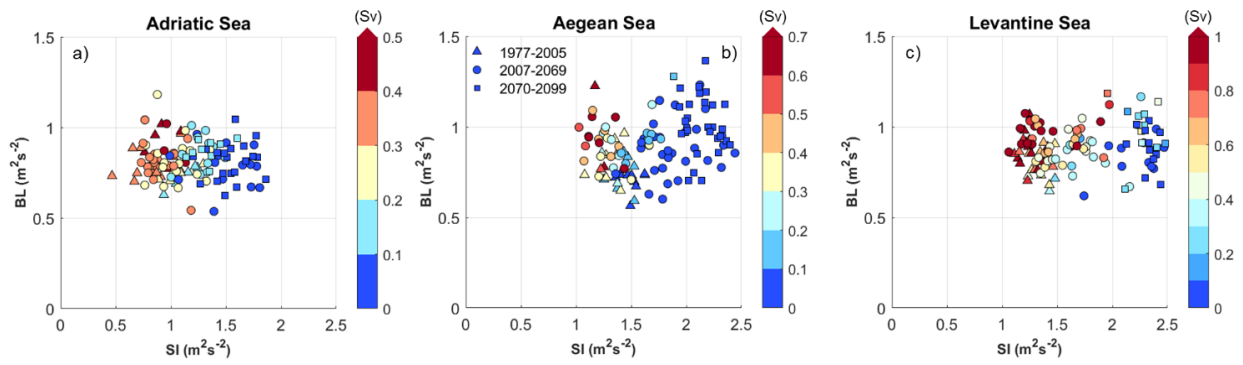 Adriatic Sea
(Sv)
a)
1.5
1
0.5
0
BL (m²s⁻²)
0 0.5 1 1.5 2 2.5
SI (m²s⁻²)
0.5
0.4
0.3
0.2
0.1
0
Aegean Sea
(Sv)
b)
1977-2005
2007-2069
2070-2099
1.5
1
0.5
0
BL (m²s⁻²)
0 0.5 1 1.5 2 2.5
SI (m²s⁻²)
0.7
0.6
0.5
0.4
0.3
0.2
0.1
0
Levantine Sea
(Sv)
c)
1.5
1
0.5
0
BL (m²s⁻²)
0 0.5 1 1.5 2 2.5
SI (m²s⁻²)
1
0.8
0.6
0.4
0.2
0